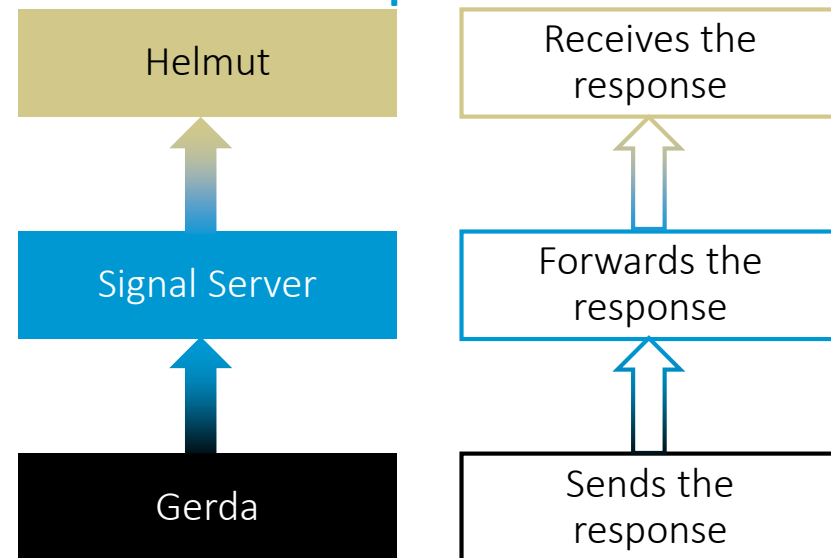 Helmut
Receives the
response
Signal Server
Forwards the
response
Gerda
Sends the
response